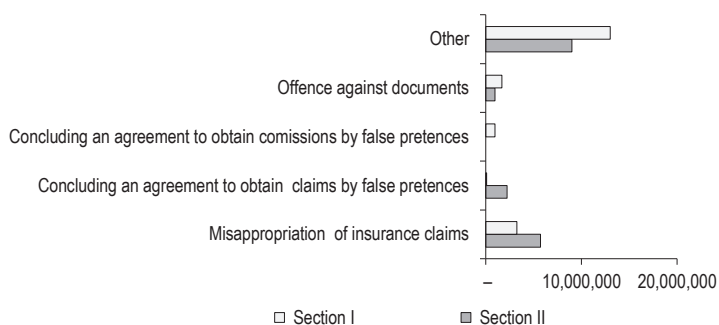 Other
Offence against documents
Concluding an agreement to obtain comissions by false pretences
Concluding an agreement to obtain claims by false pretences
Misappropriation of insurance claims
– 10,000,000 20,000,000
Section I Section II